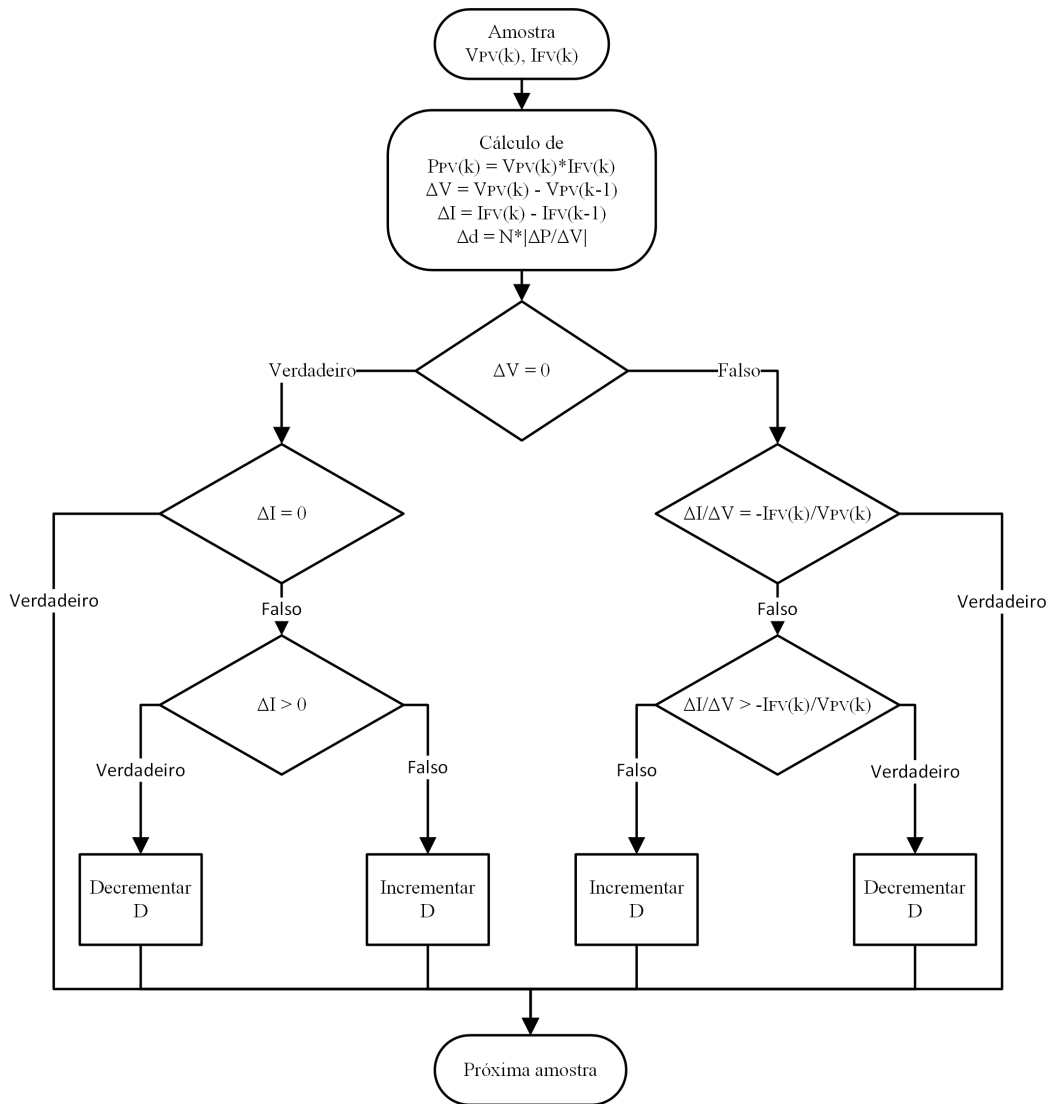 Amostra
VPV(k), IFV(k)
Cálculo de
PPV(k) = VPV(k)*IFV(k)
ΔV = VPV(k) - VPV(k-1)
ΔI = IFV(k) - IFV(k-1)
Δd = N*|ΔP/ΔV|
ΔV = 0
Verdadeiro
Falso
ΔI = 0
ΔI/ΔV = -IFV(k)/VPV(k)
Verdadeiro
Falso
Falso
Verdadeiro
ΔI > 0
ΔI/ΔV > -IFV(k)/VPV(k)
Verdadeiro
Falso
Falso
Verdadeiro
Decrementar
D
Incrementar
D
Incrementar
D
Decrementar
D
Próxima amostra